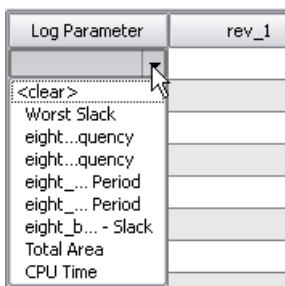 Log Parameter rev_1
<clear>
Worst Slack
eight...quency
eight...quency
eight_... Period
eight_... Period
eight_b... - Slack
Total Area
CPU Time